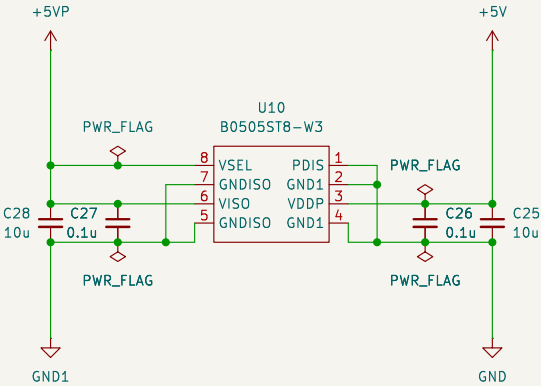 +5VP
+5V
U10
B0505ST8-W3
PWR_FLAG
8 VSEL PDIS 1
PWR_FLAG
7 GNDISO GND1 2
6 VISO VDDP 3
C28 C27 C26 C25
10u 0.1u 0.1u 10u
5 GNDISO GND1 4
PWR_FLAG
PWR_FLAG
GND1
GND